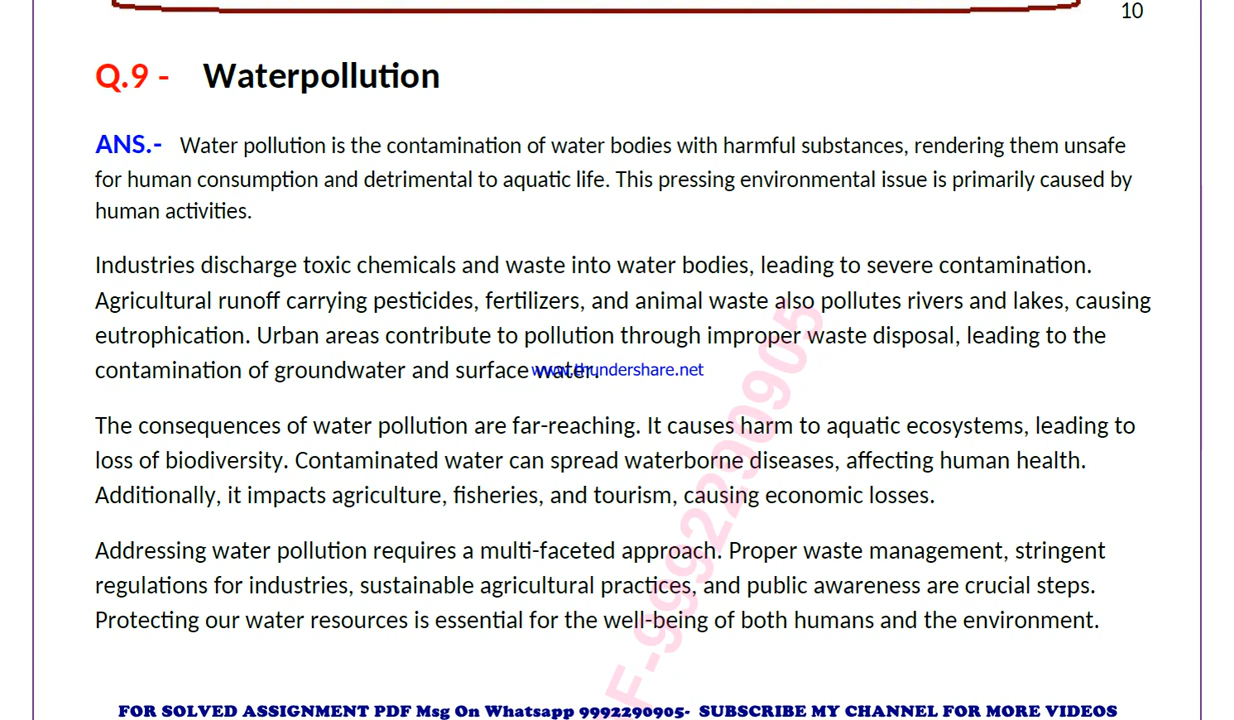 10
Q.9 - Waterpollution
ANS.- Water pollution is the contamination of water bodies with harmful substances, rendering them unsafe
for human consumption and detrimental to aquatic life. This pressing environmental issue is primarily caused by
human activities.
Industries discharge toxic chemicals and waste into water bodies, leading to severe contamination.
Agricultural runoff carrying pesticides, fertilizers, and animal waste also pollutes rivers and lakes, causing
eutrophication. Urban areas contribute to pollution through improper waste disposal, leading to the
contamination of groundwater and surface water.
www.thundershare.net
The consequences of water pollution are far-reaching. It causes harm to aquatic ecosystems, leading to
loss of biodiversity. Contaminated water can spread waterborne diseases, affecting human health.
Additionally, it impacts agriculture, fisheries, and tourism, causing economic losses.
Addressing water pollution requires a multi-faceted approach. Proper waste management, stringent
regulations for industries, sustainable agricultural practices, and public awareness are crucial steps.
Protecting our water resources is essential for the well-being of both humans and the environment.
F-9992290905
FOR SOLVED ASSIGNMENT PDF Msg On Whatsapp 9992290905- SUBSCRIBE MY CHANNEL FOR MORE VIDEOS